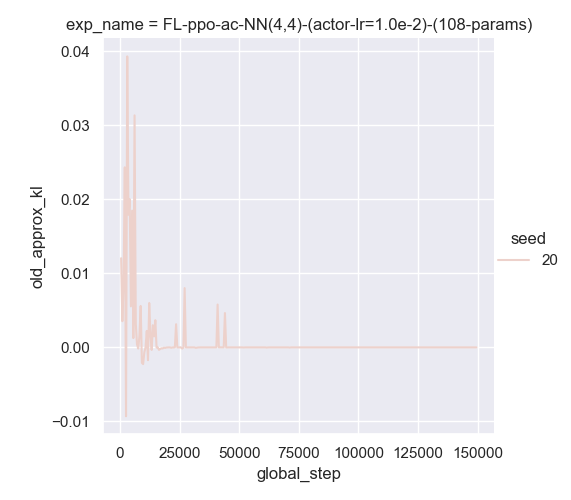 exp_name = FL-ppo-ac-NN(4,4)-(actor-lr=1.0e-2)-(108-params)
0.04
0.03
0.02
0.01
0.00
−0.01
old_approx_kl
0 25000 50000 75000 100000 125000 150000
global_step
seed
20